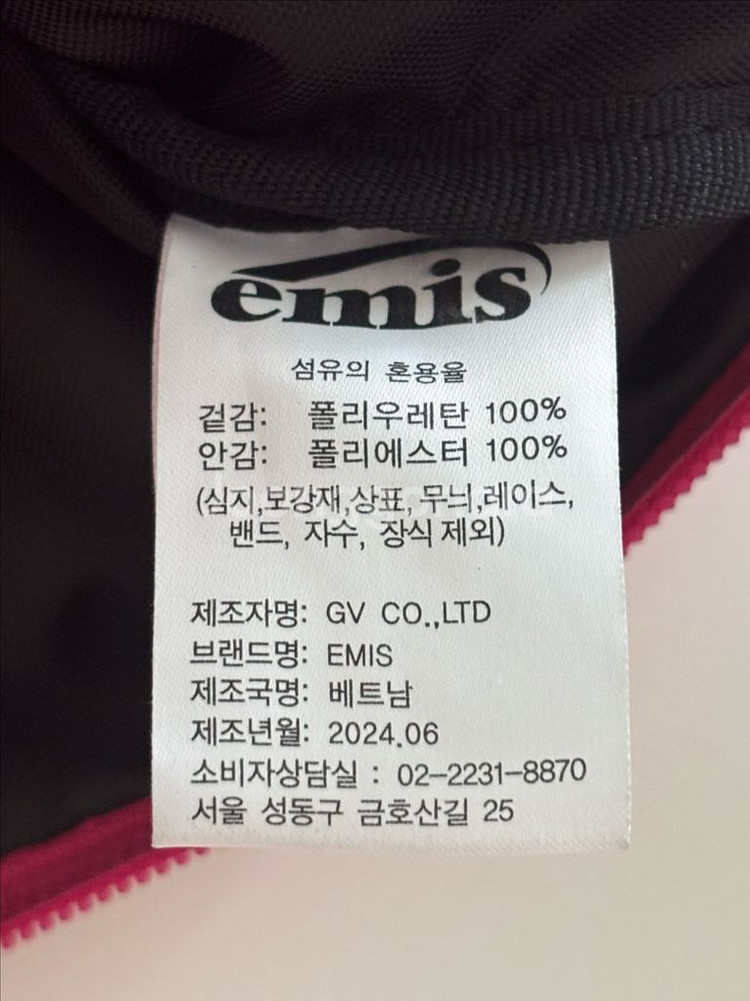 emis
섬유의 혼용율
겉감: 폴리우레탄 100%
안감: 폴리에스터 100%
(심지,보강재,상표, 무늬,레이스,
밴드, 자수, 장식 제외)
제조자명: GV CO.,LTD
브랜드명: EMIS
제조국명: 베트남
제조년월: 2024.06
소비자상담실 : 02-2231-8870
서울 성동구 금호산길 25